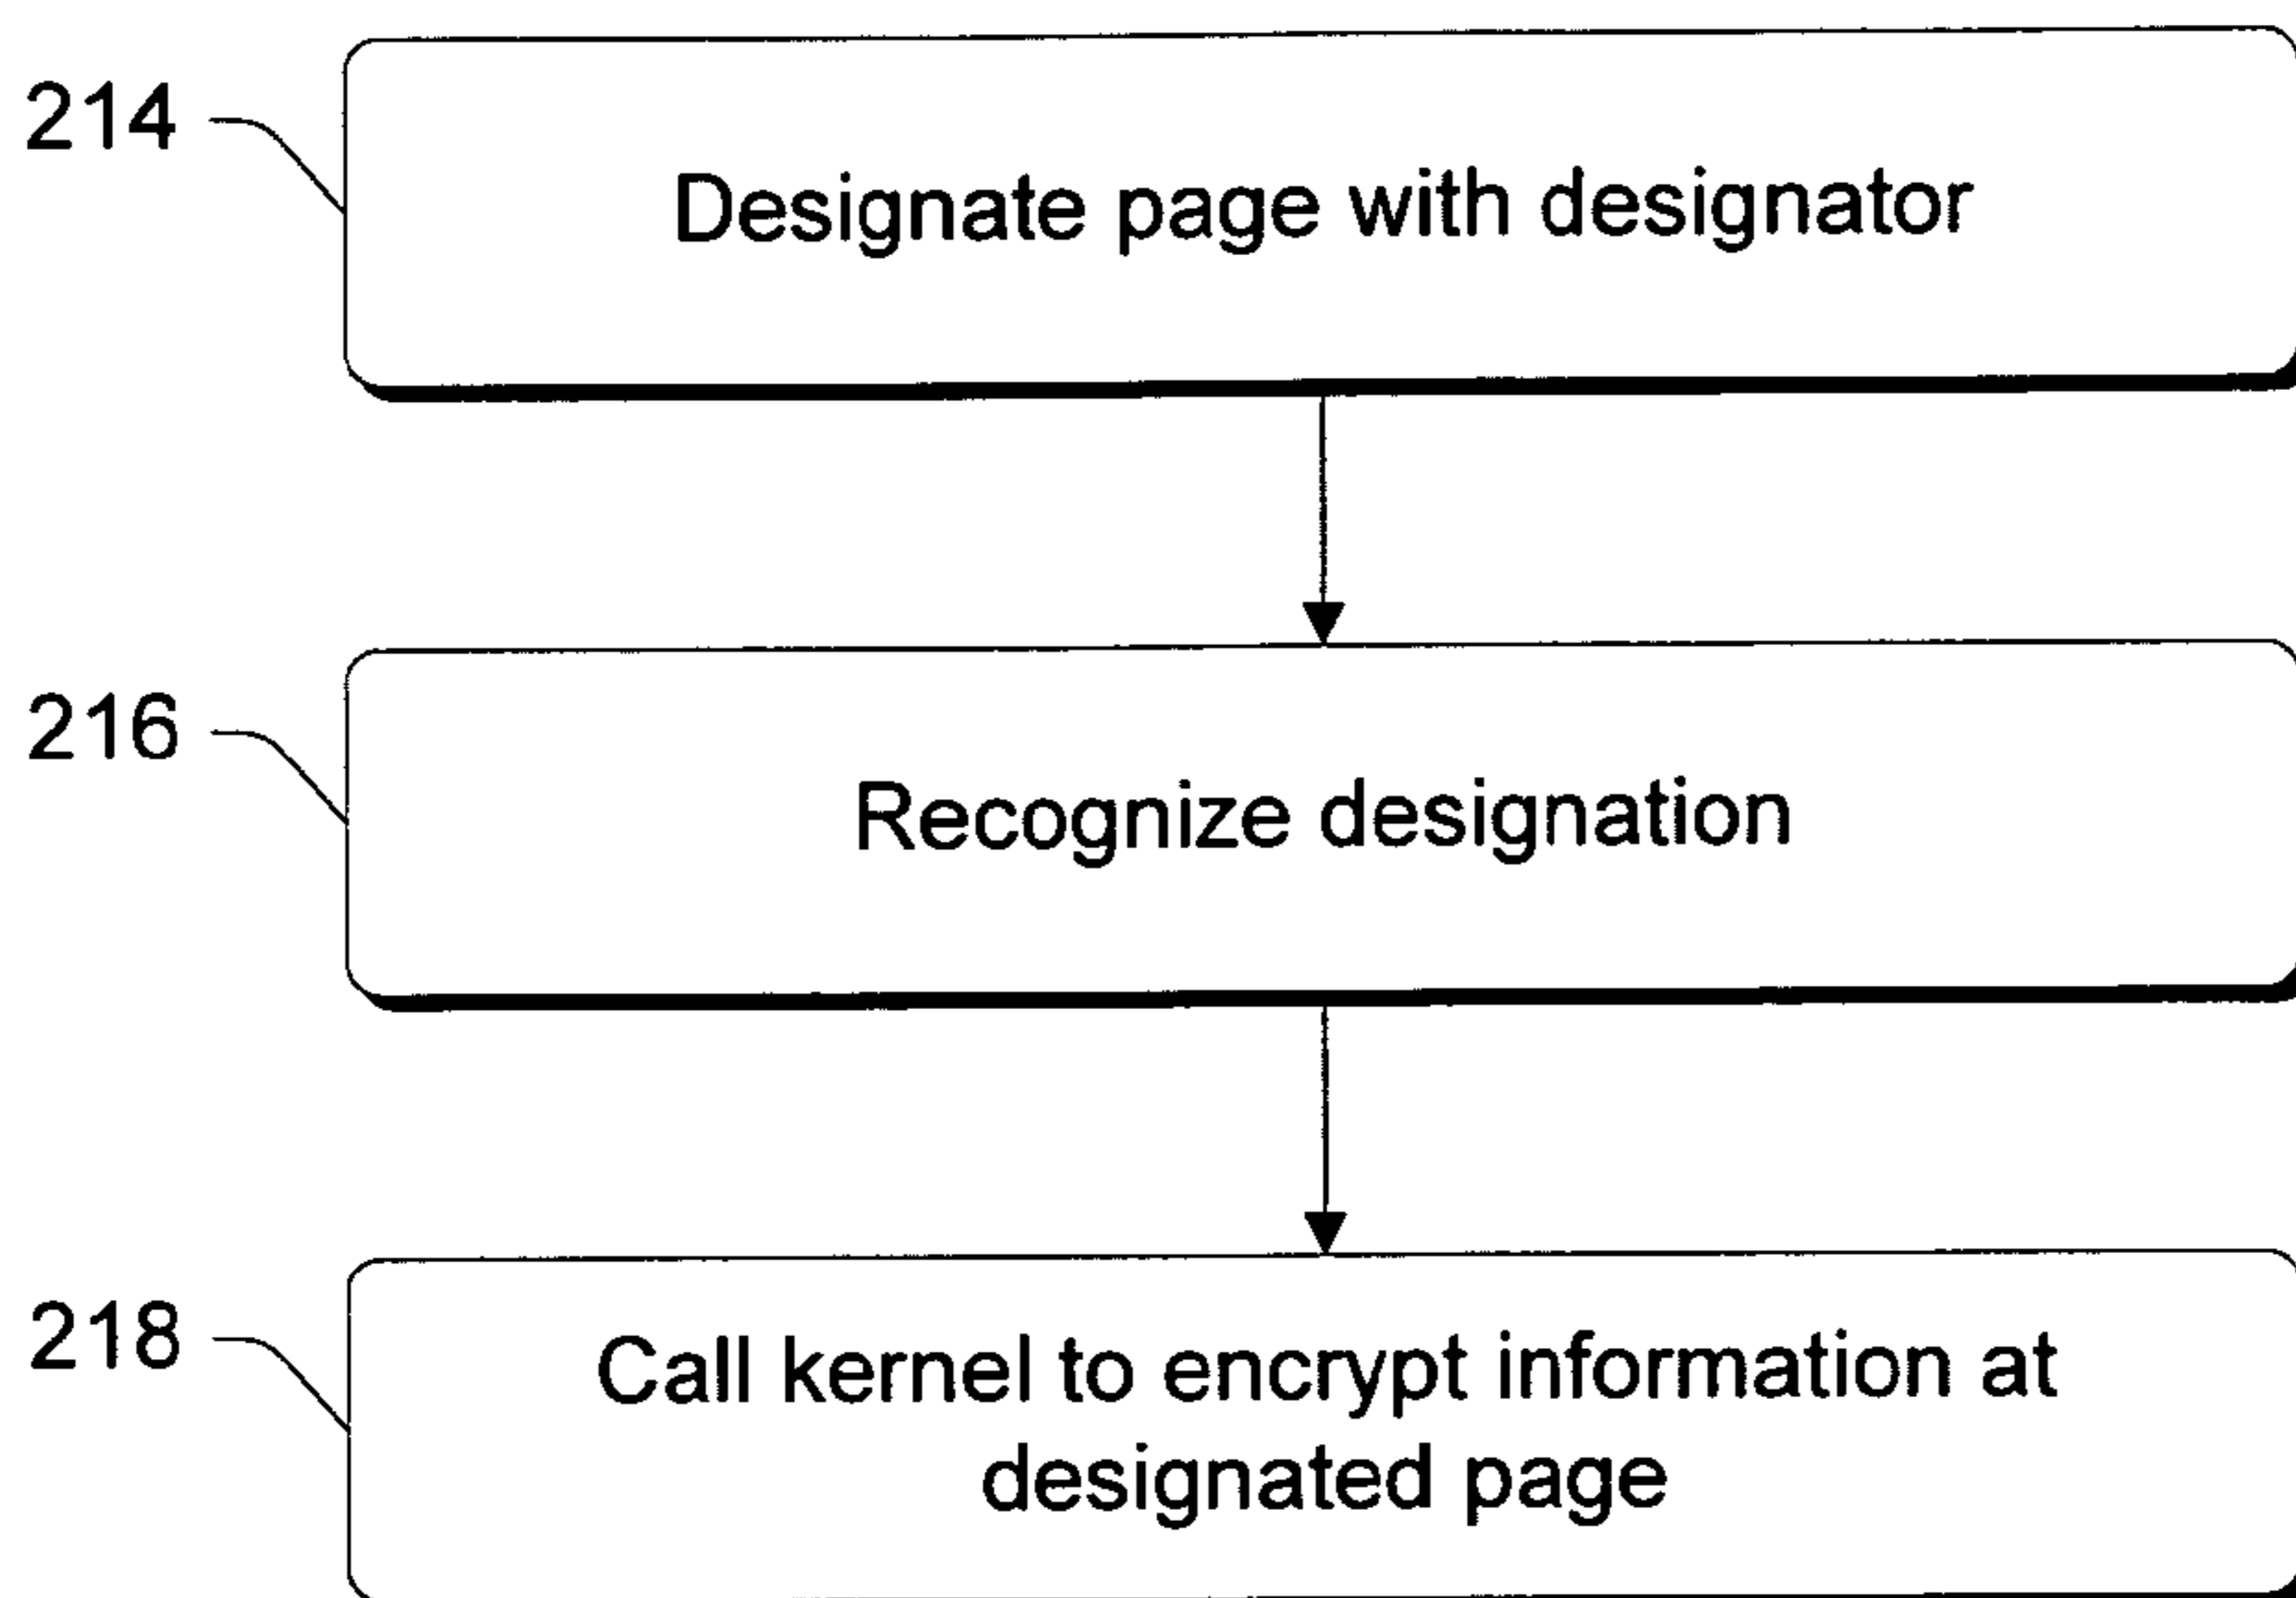 214
Designate page with designator
216
Recognize designation
218
Call kernel to encrypt information at
designated page